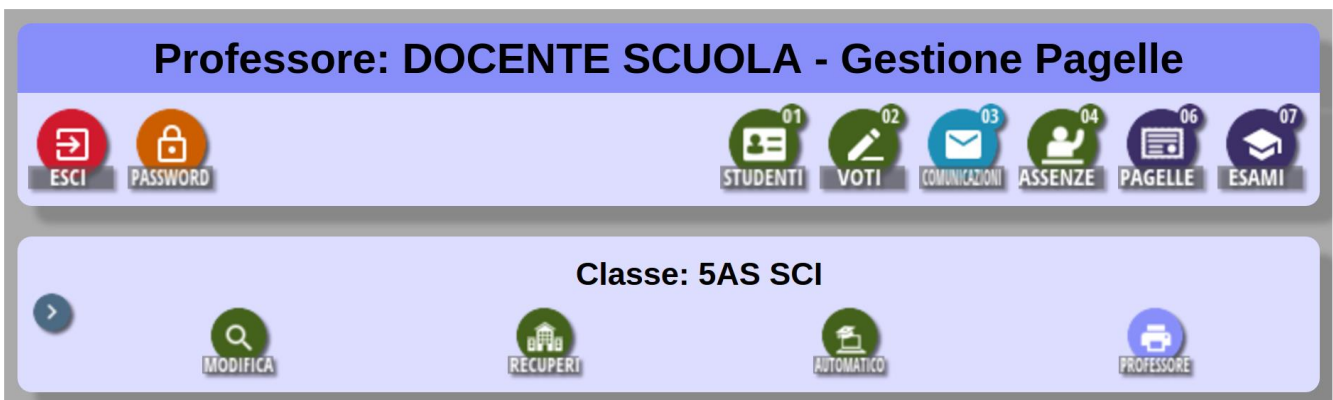 Professore: DOCENTE SCUOLA - Gestione Pagelle
01 02 03 04 06 07
ESCI PASSWORD STUDENTI VOTI COMUNICAZIONI ASSENZE PAGELLE ESAMI
Classe: 5AS SCI
MODIFICA RECUPERI AUTOMATICO PROFESSORE